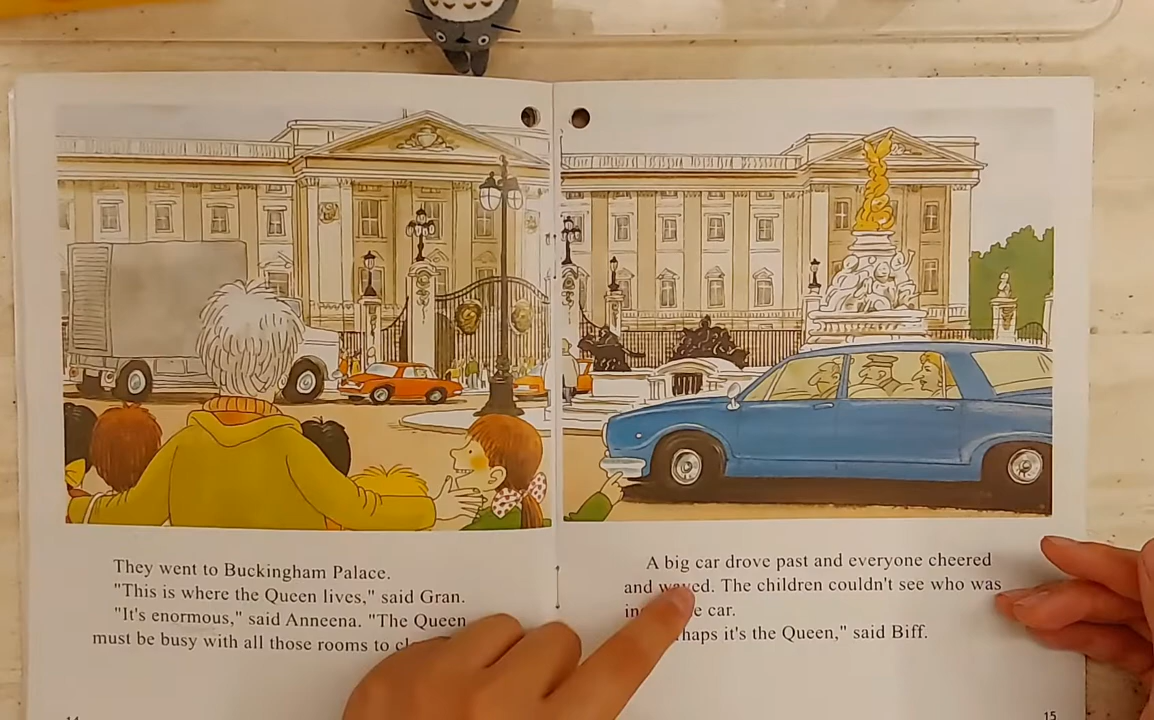 They went to Buckingham Palace.
"This is where the Queen lives," said Gran.
"It's enormous," said Anneena. "The Queen
must be busy with all those rooms to
A big car drove past and everyone cheered
and waved. The children couldn't see who was
car.
it's the Queen," said Biff.
15